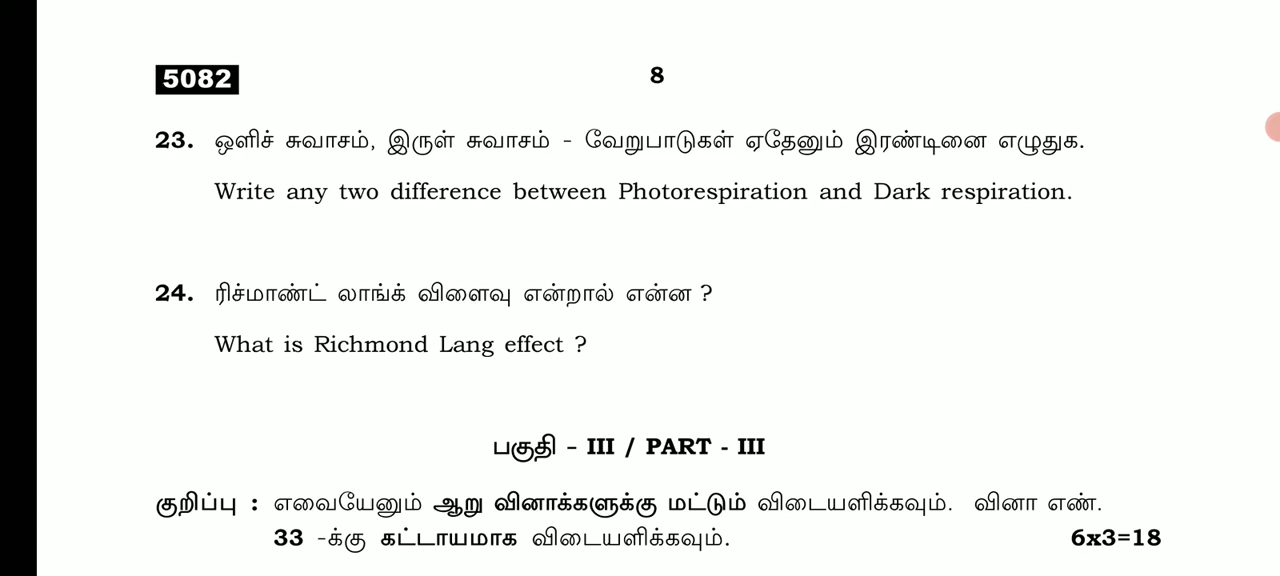 5082
8
23. ஒளிச் சுவாசம், இருள் சுவாசம் - வேறுபாடுகள் ஏதேனும் இரண்டினை எழுதுக.
Write any two difference between Photorespiration and Dark respiration.
24. ரிச்மாண்ட் லாங்க் விளைவு என்றால் என்ன ?
What is Richmond Lang effect ?
பகுதி - III / PART - III
குறிப்பு : எவையேனும் ஆறு வினாக்களுக்கு மட்டும் விடையளிக்கவும். வினா எண்.
33 -க்கு கட்டாயமாக விடையளிக்கவும். 6x3=18